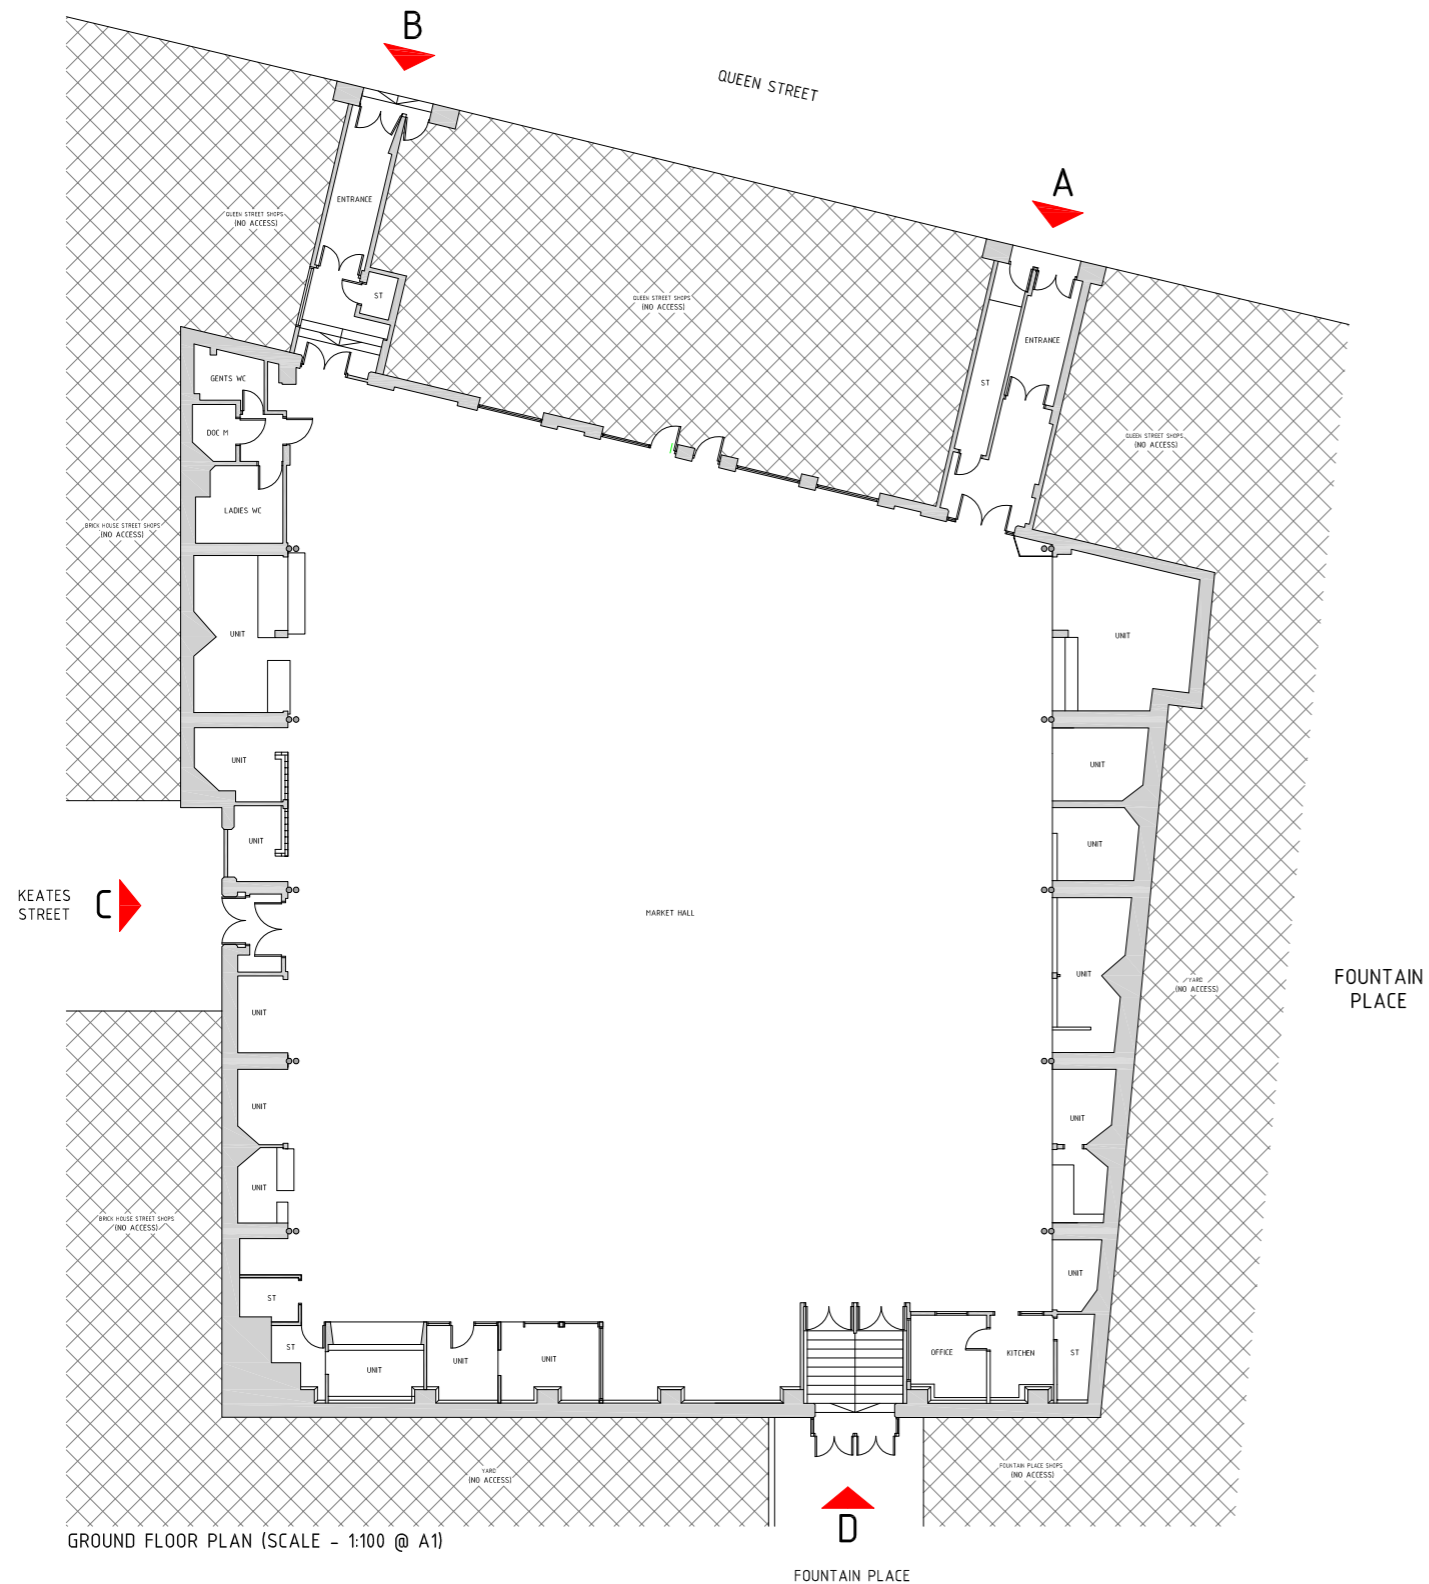 B
QUEEN STREET
A
ENTRANCE
QUEEN STREET SHOPS
(NO ACCESS)
ST
QUEEN STREET SHOPS
(NO ACCESS)
ENTRANCE
ST
GENTS WC
DOC M
QUEEN STREET SHOPS
(NO ACCESS)
LADIES WC
BRICK HOUSE STREET SHOPS
(NO ACCESS)
UNIT
UNIT
UNIT
UNIT
UNIT
UNIT
KEATES
STREET
C
MARKET HALL
UNIT
YARD
(NO ACCESS)
FOUNTAIN
PLACE
UNIT
UNIT
UNIT
UNIT
BRICK HOUSE STREET SHOPS
(NO ACCESS)
UNIT
ST
ST
UNIT
UNIT
UNIT
OFFICE
KITCHEN
ST
YARD
(NO ACCESS)
FOUNTAIN PLACE SHOPS
(NO ACCESS)
D
GROUND FLOOR PLAN (SCALE - 1:100 @ A1)
FOUNTAIN PLACE